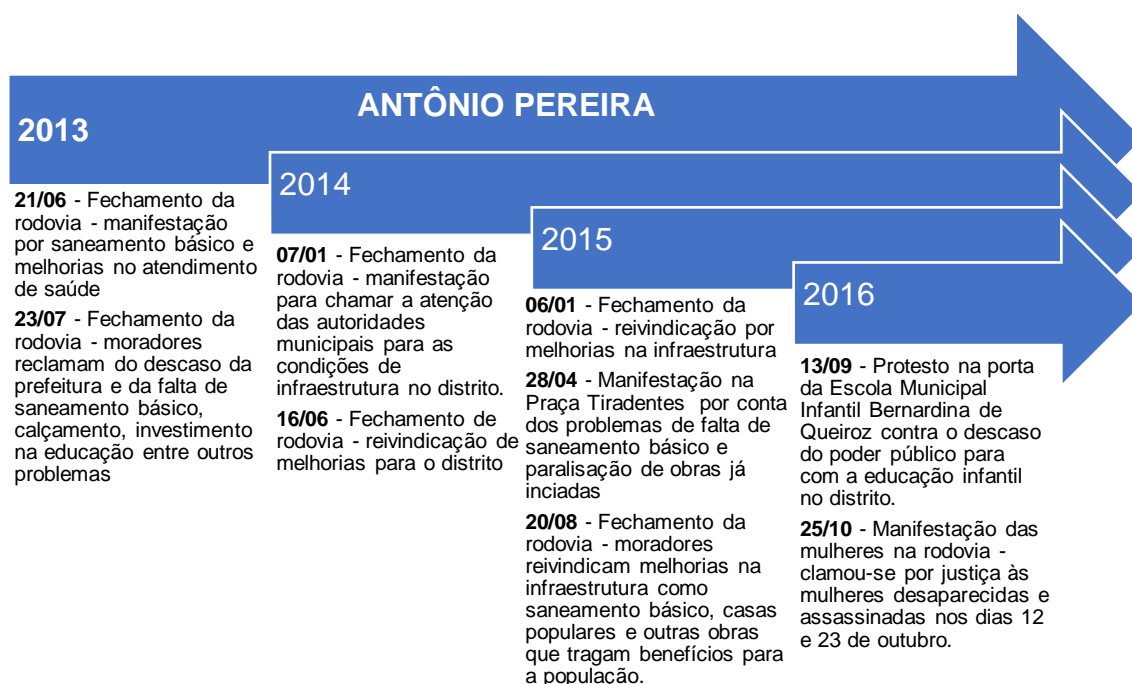 ANTÔNIO PEREIRA
2013
21/06 - Fechamento da
rodovia - manifestação
por saneamento básico e
melhorias no atendimento
de saúde
23/07 - Fechamento da
rodovia - moradores
reclamam do descaso da
prefeitura e da falta de
saneamento básico,
calçamento, investimento
na educação entre outros
problemas
2014
07/01 - Fechamento da
rodovia - manifestação
para chamar a atenção
das autoridades
municipais para as
condições de
infraestrutura no distrito.
16/06 - Fechamento de
rodovia - reivindicação de
melhorias para o distrito
2015
06/01 - Fechamento da
rodovia - reivindicação por
melhorias na infraestrutura
28/04 - Manifestação na
Praça Tiradentes por conta
dos problemas de falta de
saneamento básico e
paralisação de obras já
inciadas
20/08 - Fechamento da
rodovia - moradores
reivindicam melhorias na
infraestrutura como
saneamento básico, casas
populares e outras obras
que tragam benefícios para
a população.
2016
13/09 - Protesto na porta
da Escola Municipal
Infantil Bernardina de
Queiroz contra o descaso
do poder público para
com a educação infantil
no distrito.
25/10 - Manifestação das
mulheres na rodovia -
clamou-se por justiça às
mulheres desaparecidas e
assassinadas nos dias 12
e 23 de outubro.